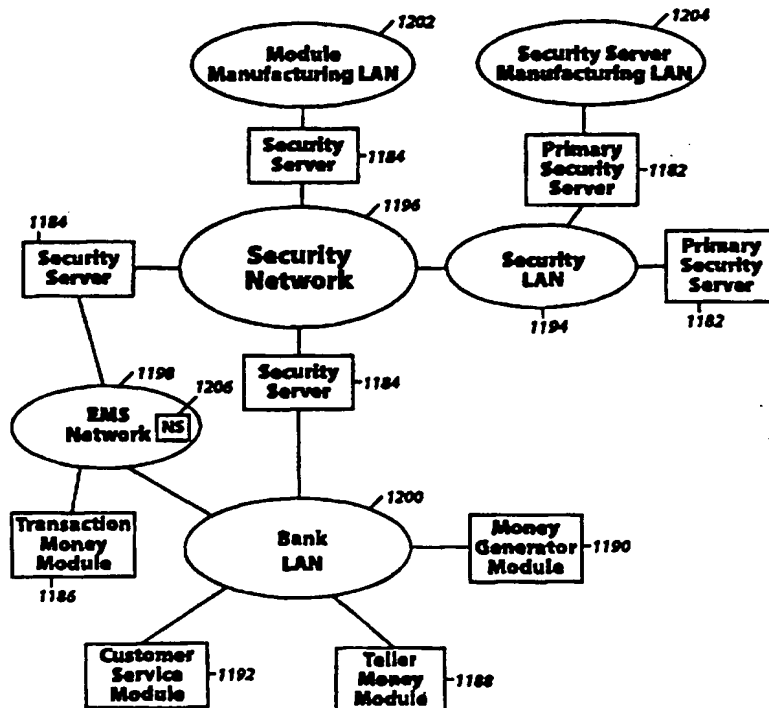 1202
Module
Manufacturing LAN
1204
Security Server
Manufacturing LAN
Security
Server
1184
Primary
Security
Server
1182
1196
Security
Network
1184
Security
Server
Security
LAN
1194
Primary
Security
Server
1182
Security
Server
1184
1198
1206
EMS
Network
NS
1200
Bank
LAN
Transaction
Money
Module
1186
Money
Generator
Module
1190
Customer
Service
Module
1192
Teller
Money
Module
1188